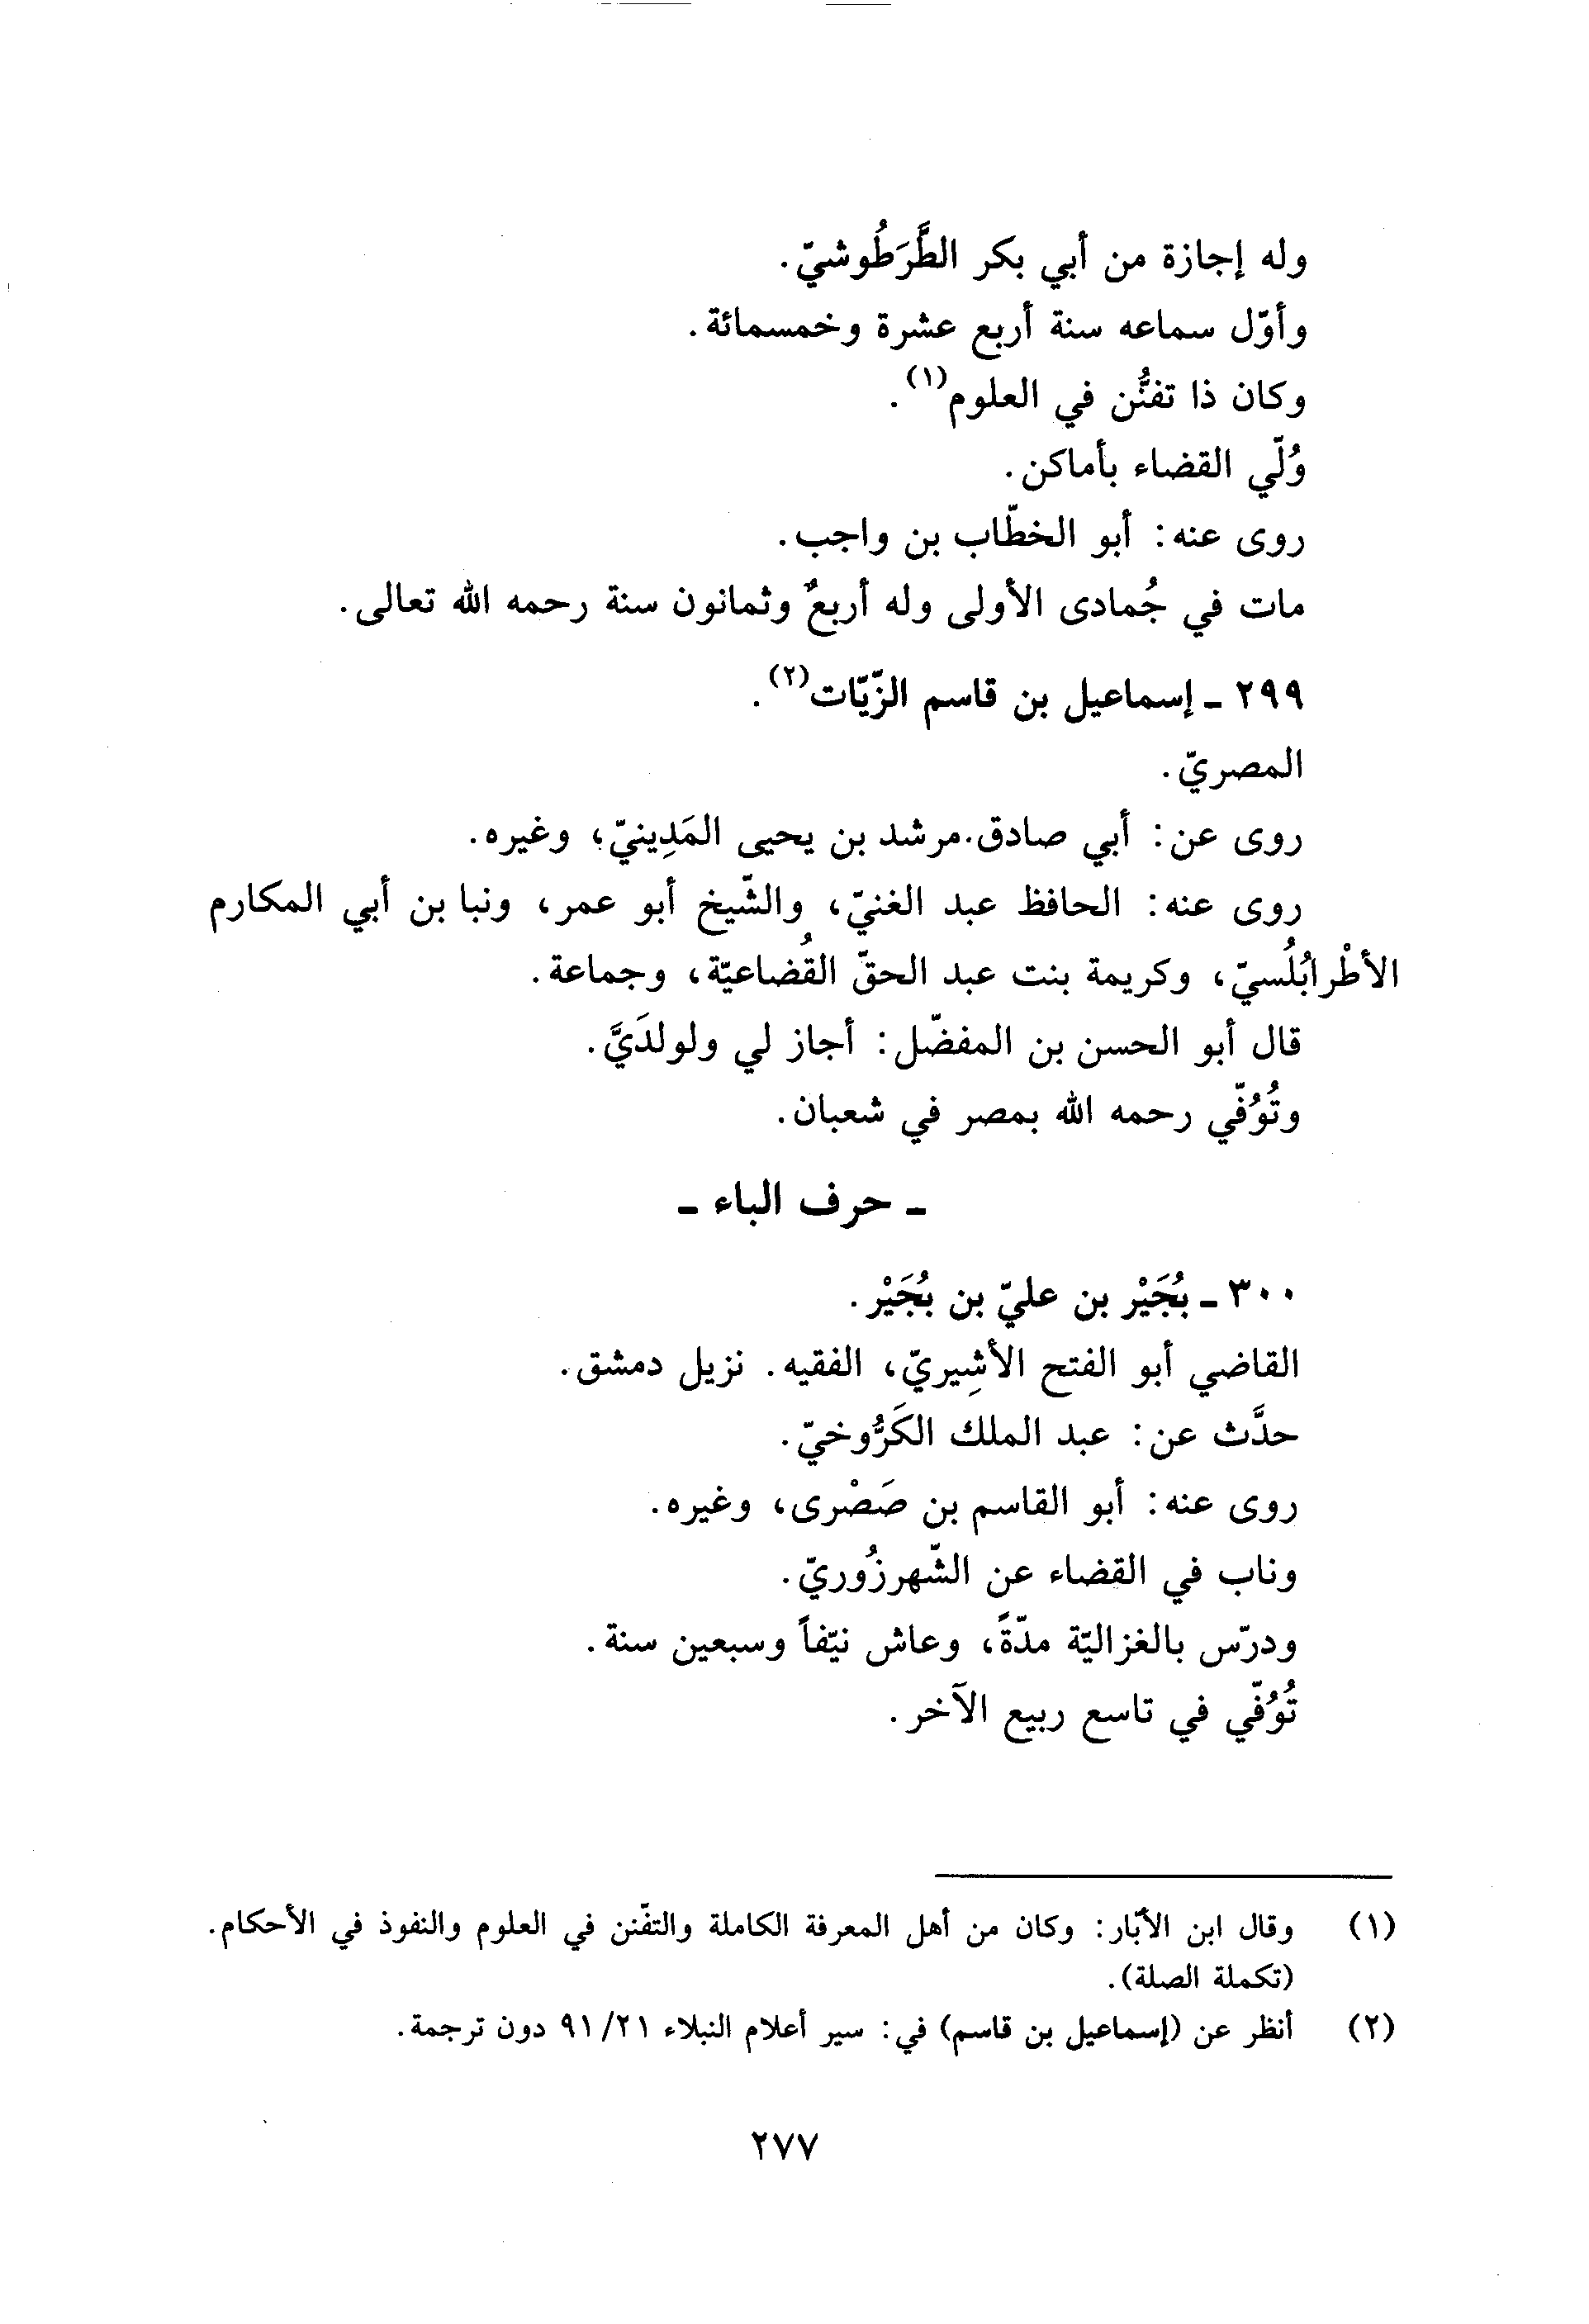 وله إجازة من أبي بكر الطَّرَطُوشيّ.
وأوّل سماعه سنة أربع عشرة وخمسمائة.
وكان ذا تفنُّن في العلوم(١).
وُلّي القضاء بأماكن.
روى عنه: أبو الخطّاب بن واجب.
مات في جُمادى الأولى وله أربعٌ وثمانون سنة رحمه الله تعالى.
٢٩٩ ـ إسماعيل بن قاسم الزّيّات(٢).
المصريّ.
روى عن: أبي صادق.مرشد بن يحيى المَدِينيّ، وغيره.
روى عنه: الحافظ عبد الغنيّ، والشّيخ أبو عمر، ونبا بن أبي المكارم
الأطْرابُلُسيّ، وكريمة بنت عبد الحقّ القُضاعيّة، وجماعة.
قال أبو الحسن بن المفضّل: أجاز لي ولولدَيَّ.
وتُوُفّي رحمه الله بمصر في شعبان.
ـ حرف الباء ـ
٣٠٠ ـ بُجَيْر بن عليّ بن بُجَيْر.
القاضي أبو الفتح الأشِيريّ، الفقيه. نزيل دمشق.
حدَّث عن: عبد الملك الكَرُّوخيّ.
روى عنه: أبو القاسم بن صَصْرى، وغيره.
وناب في القضاء عن الشّهرزُوريّ.
ودرّس بالغزاليّة مدّةً، وعاش نيّفاً وسبعين سنة.
تُوُفّي في تاسع ربيع الآخر.
(١) وقال ابن الأبّار: وكان من أهل المعرفة الكاملة والتفّنن في العلوم والنفوذ في الأحكام.
(تكملة الصلة).
(٢) أنظر عن (إسماعيل بن قاسم) في: سير أعلام النبلاء ٩١/٢١ دون ترجمة.
٢٧٧